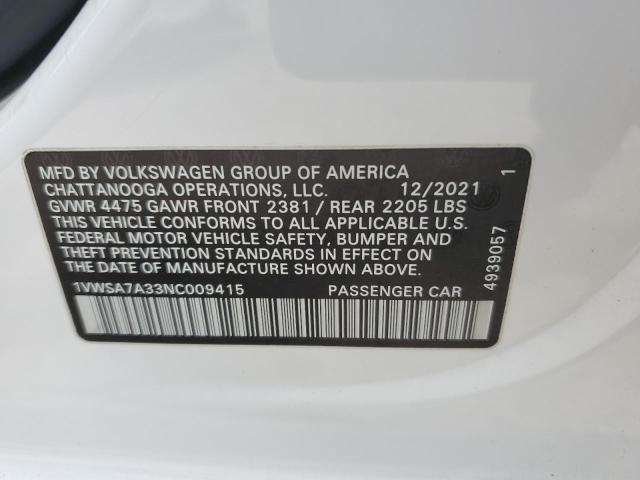 MFD BY VOLKSWAGEN GROUP OF AMERICA
CHATTANOOGA OPERATIONS, LLC. 12/2021
GVWR 4475 GAWR FRONT 2381 / REAR 2205 LBS
THIS VEHICLE CONFORMS TO ALL APPLICABLE U.S.
FEDERAL MOTOR VEHICLE SAFETY, BUMPER AND
THEFT PREVENTION STANDARDS IN EFFECT ON
THE DATE OF MANUFACTURE SHOWN ABOVE.
1VWSA7A33NC009415 PASSENGER CAR
4939057 1